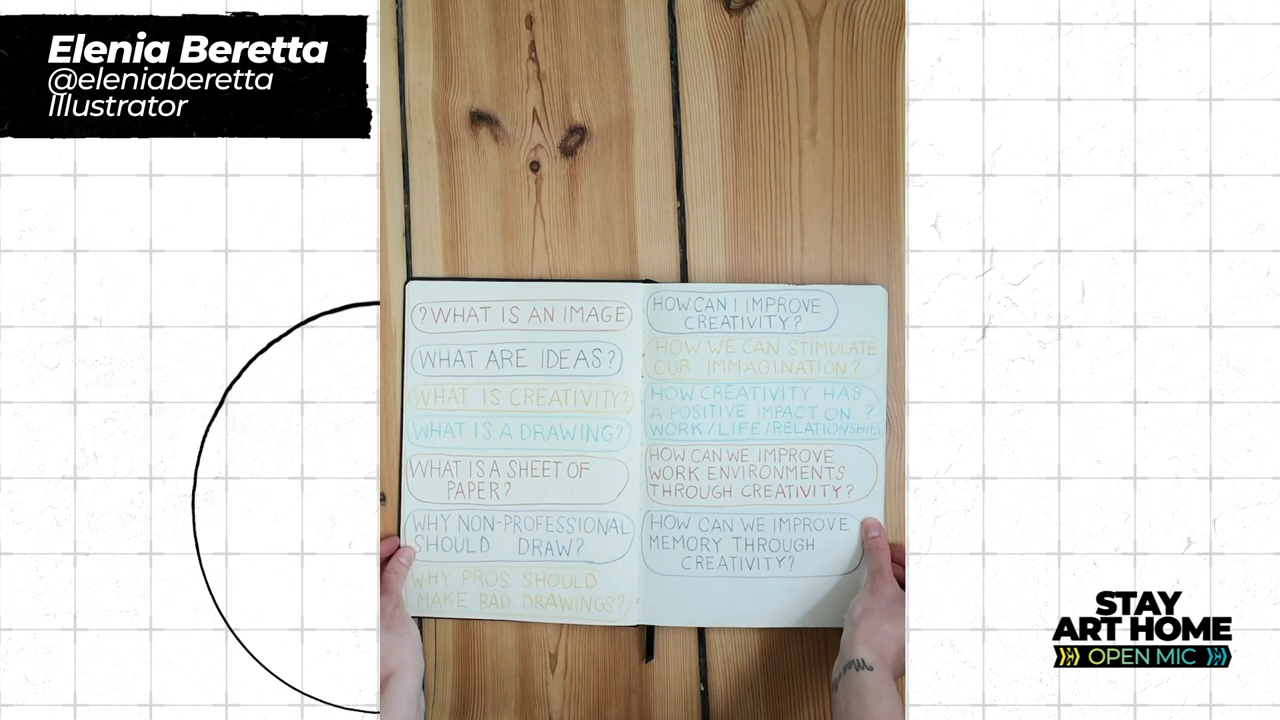 Elenia Beretta
@eleniaberetta
Illustrator
?WHAT IS AN IMAGE
WHAT ARE IDEAS?
WHAT IS CREATIVITY?
WHAT IS A DRAWING?
WHAT IS A SHEET OF
PAPER?
WHY NON-PROFESSIONAL
SHOULD DRAW?
WHY PROS SHOULD
MAKE BAD DRAWINGS?
HOW CAN I IMPROVE
CREATIVITY?
HOW WE CAN STIMULATE
OUR IMMAGINATION?
HOW CREATIVITY HAS
A POSITIVE IMPACT ON ?
WORK/LIFE/RELATIONSHIPS
HOW CAN WE IMPROVE
WORK ENVIRONMENTS
THROUGH CREATIVITY?
HOW CAN WE IMPROVE
MEMORY THROUGH
CREATIVITY?
STAY
ART HOME
OPEN MIC